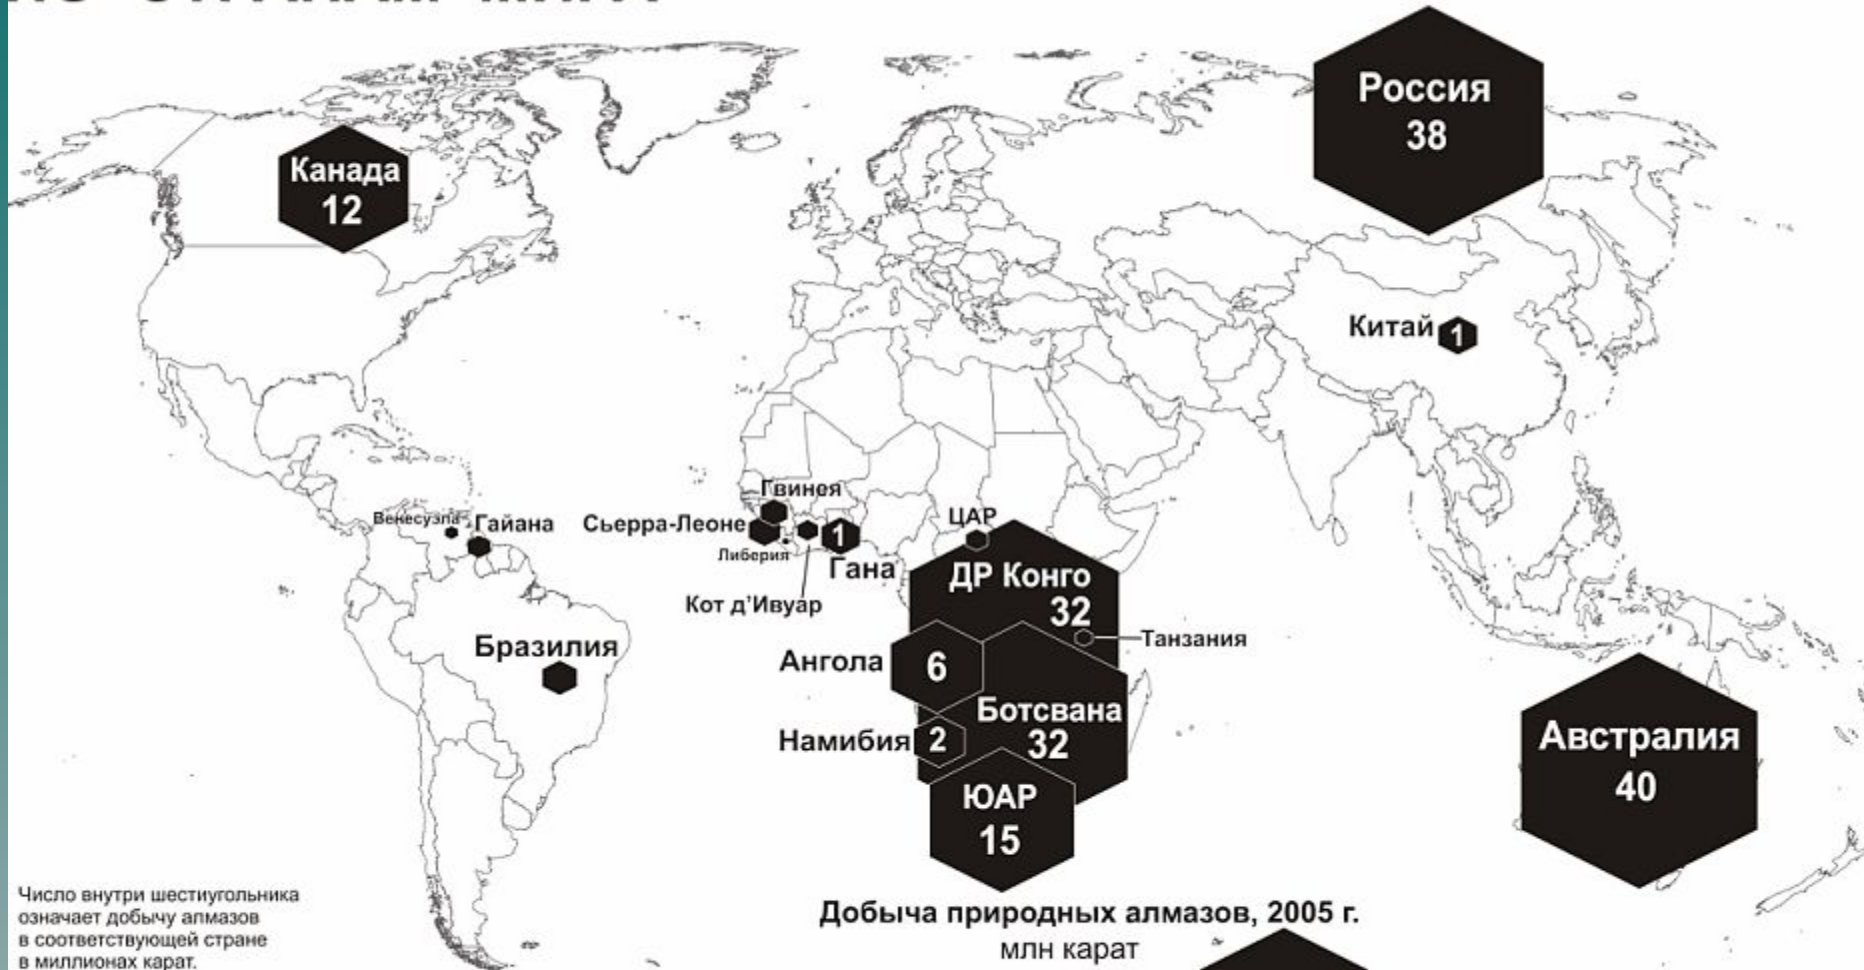 Россия
38
Канада
12
Китай 1
Гвинея
Венесуэла
Гайана
Сьерра-Леоне
ЦАР
Либерия
1
Гана
ДР Конго
32
Кот д’Ивуар
Танзания
Бразилия
Ангола 6
Ботсвана
32
Намибия 2
Австралия
40
ЮАР
15
Число внутри шестиугольника
означает добычу алмазов
в соответствующей стране
в миллионах карат.
Добыча природных алмазов, 2005 г.
млн карат